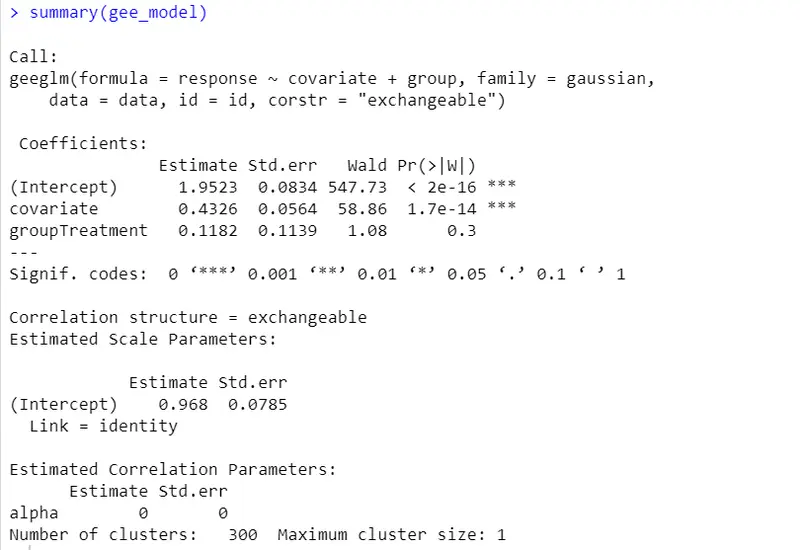 > summary(gee_model)
Call:
geeglm(formula = response ~ covariate + group, family = gaussian,
    data = data, id = id, corstr = "exchangeable")
 Coefficients:
               Estimate Std.err   Wald Pr(>|W|)
(Intercept)      1.9523  0.0834 547.73  < 2e-16 ***
covariate        0.4326  0.0564  58.86  1.7e-14 ***
groupTreatment   0.1182  0.1139   1.08      0.3
---
Signif. codes:  0 ‘***’ 0.001 ‘**’ 0.01 ‘*’ 0.05 ‘.’ 0.1 ‘ ’ 1
Correlation structure = exchangeable
Estimated Scale Parameters:
            Estimate Std.err
(Intercept)    0.968  0.0785
  Link = identity
Estimated Correlation Parameters:
      Estimate Std.err
alpha        0       0
Number of clusters:   300  Maximum cluster size: 1